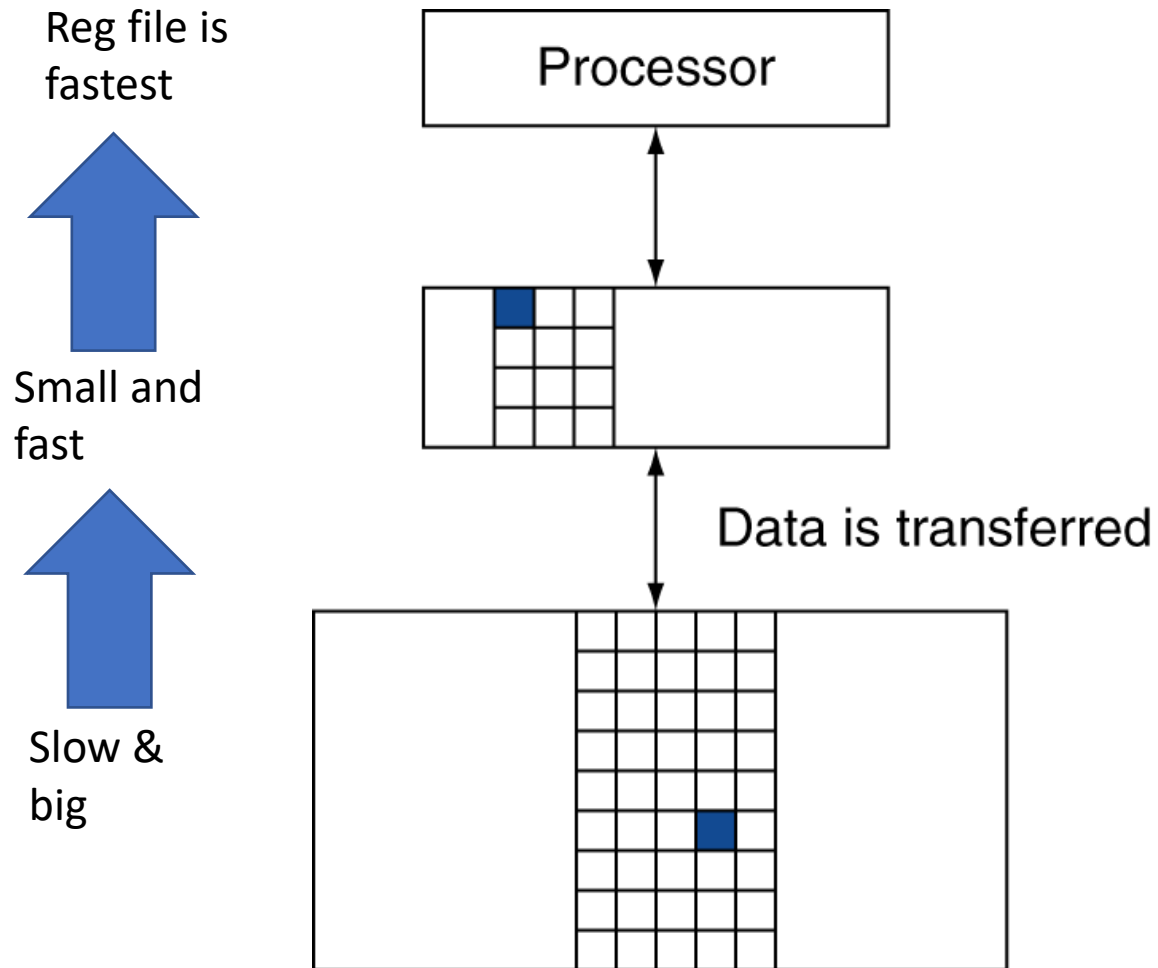 Reg file is
fastest
Processor
Small and
fast
Data is transferred
Slow &
big